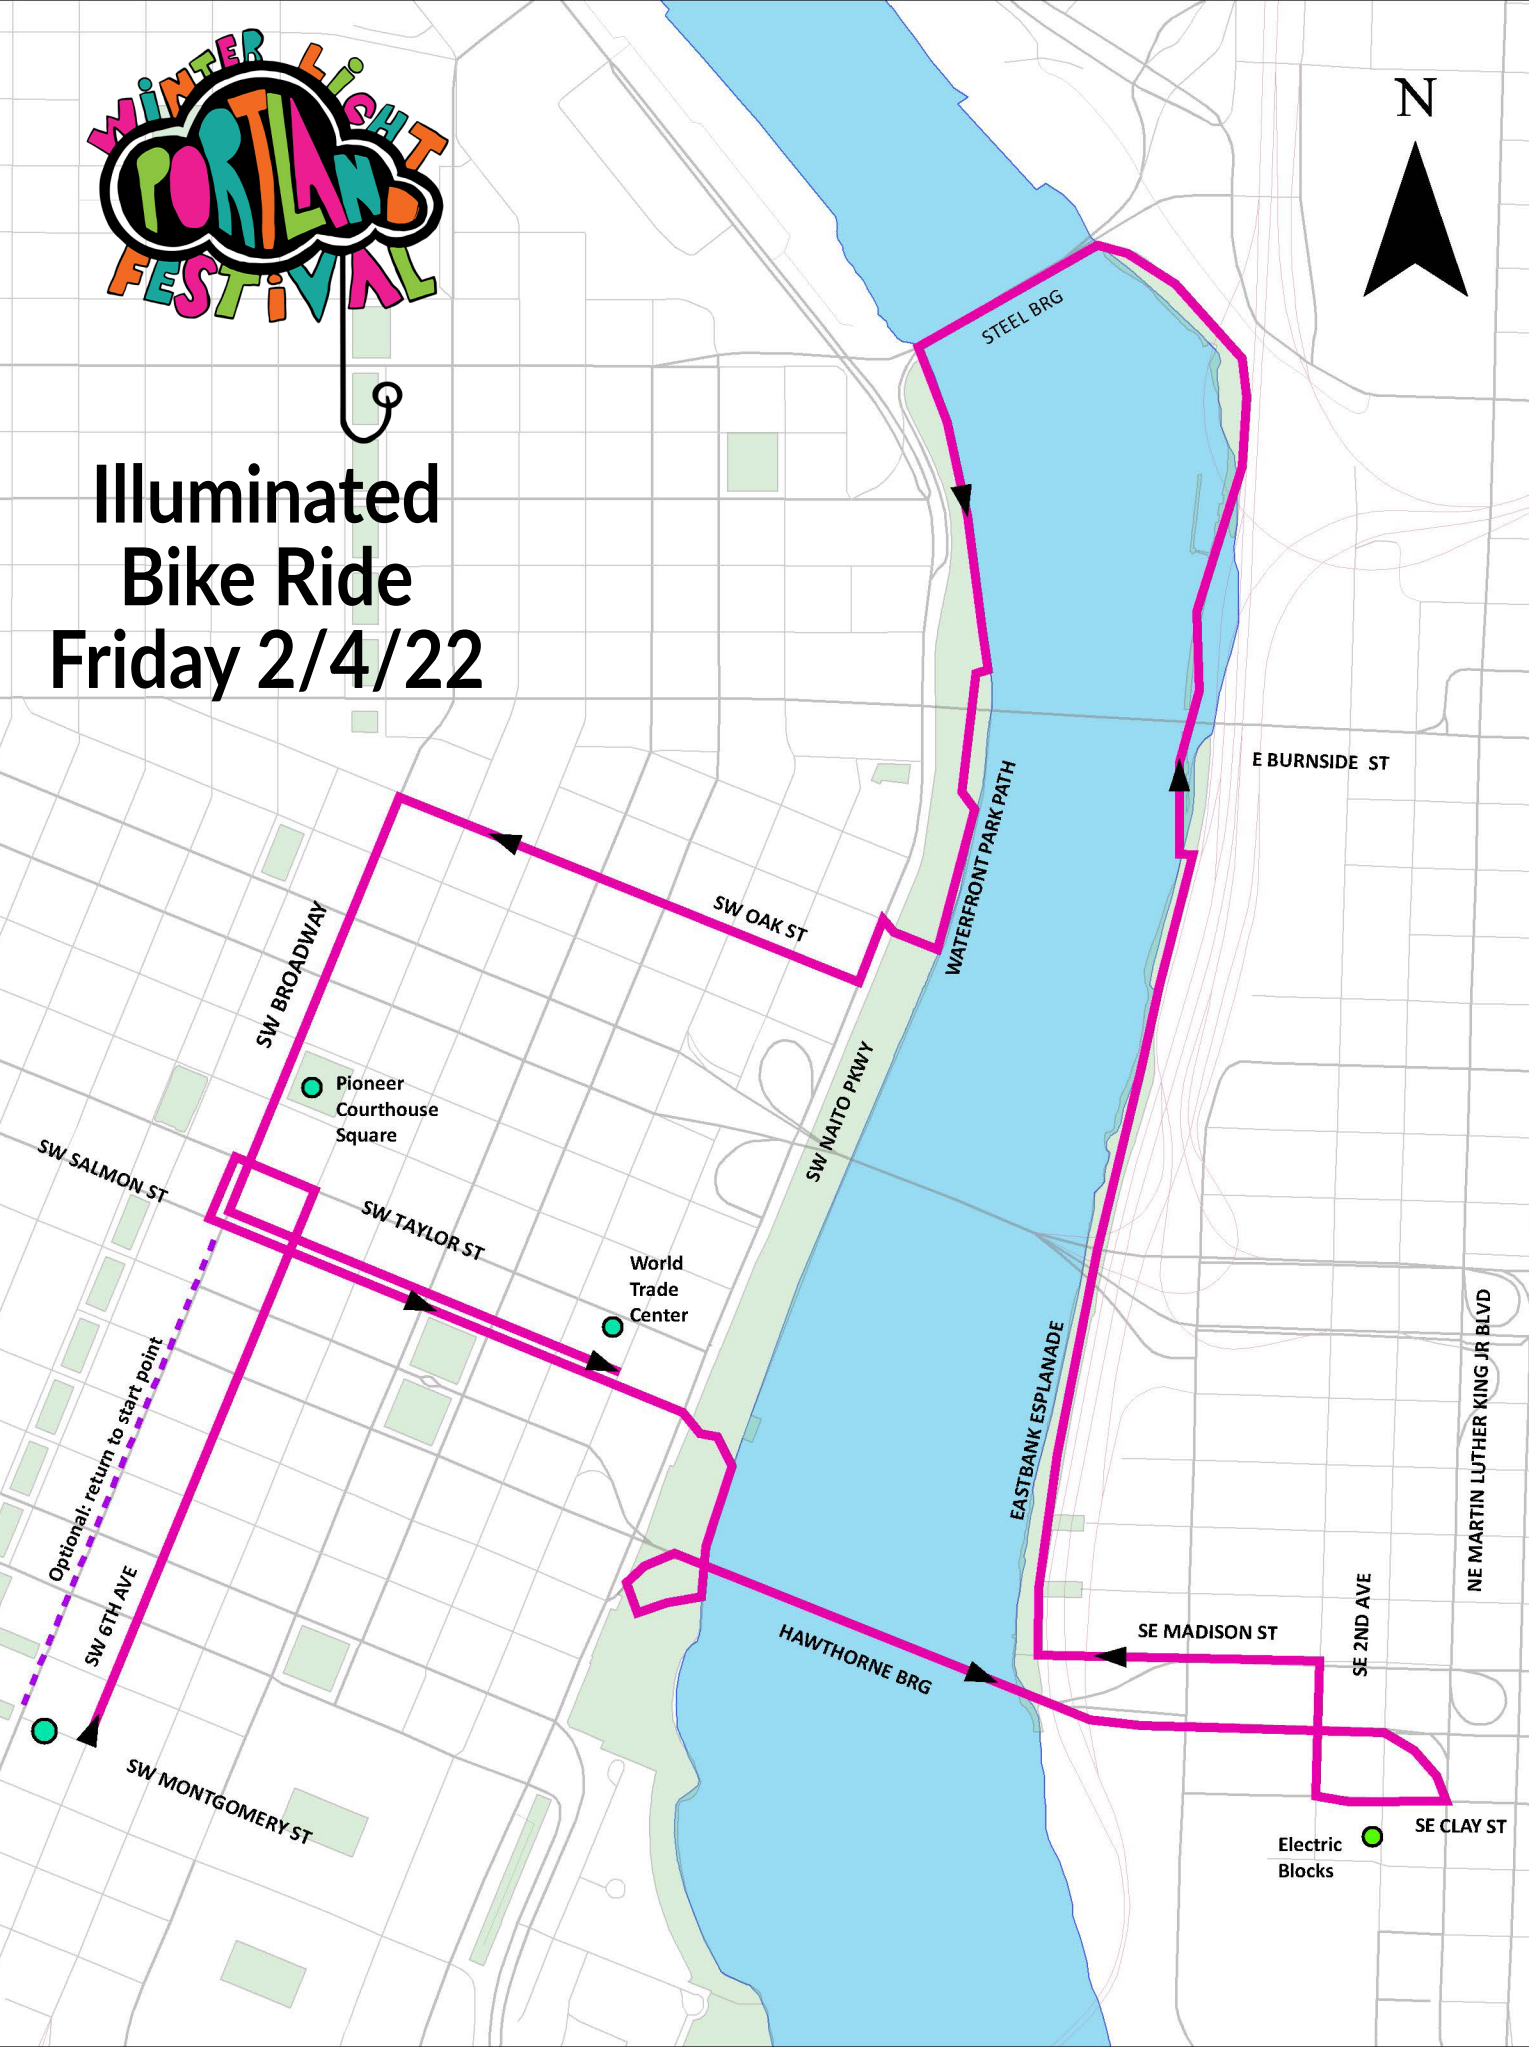 WiNTER LiGHT
PORTLAND
FESTiVAL
N
Illuminated
Bike Ride
Friday 2/4/22
STEEL BRG
E BURNSIDE ST
WATERFRONT PARK PATH
SW OAK ST
SW BROADWAY
Pioneer
Courthouse
Square
SW NAITO PKWY
SW SALMON ST
SW TAYLOR ST
World
Trade
Center
Optional: return to start point
SW 6TH AVE
EASTBANK ESPLANADE
NE MARTIN LUTHER KING JR BLVD
SE 2ND AVE
SE MADISON ST
HAWTHORNE BRG
SW MONTGOMERY ST
SE CLAY ST
Electric
Blocks